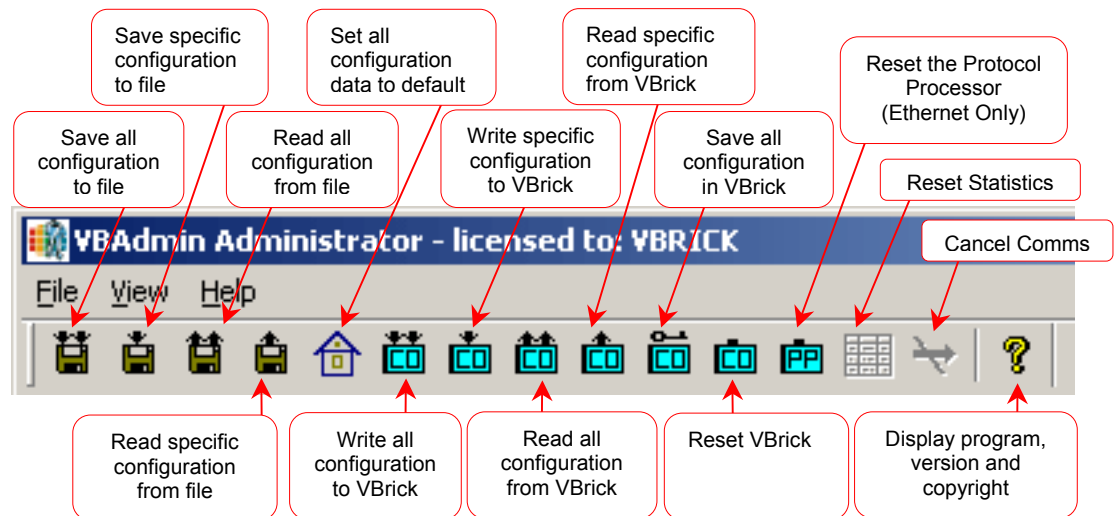 Save specific
configuration
to file
Set all
configuration
data to default
Read specific
configuration
from VBrick
Reset the Protocol
Processor
(Ethernet Only)
Save all
configuration
to file
Read all
configuration
from file
Write specific
configuration
to VBrick
Save all
configuration
in VBrick
Reset Statistics
Cancel Comms
VBAdmin Administrator - licensed to: VBRICK
File View Help
CO CO CO CO CO CO PP ?
Read specific
configuration
from file
Write all
configuration
to VBrick
Read all
configuration
from VBrick
Reset VBrick
Display program,
version and
copyright